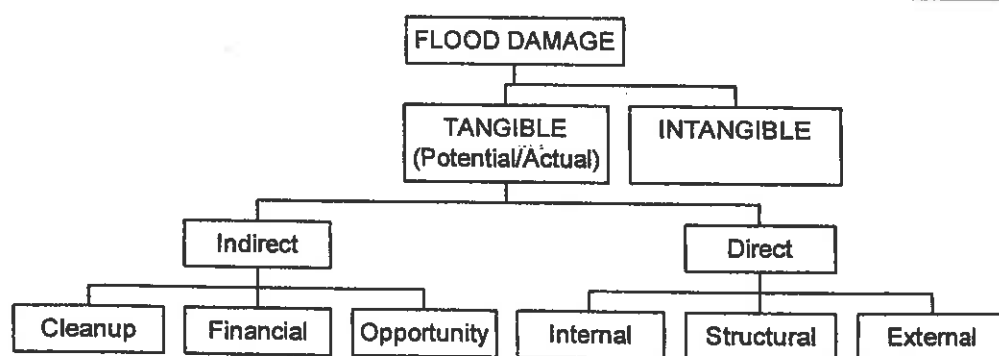 FLOOD DAMAGE
TANGIBLE
(Potential/Actual)
INTANGIBLE
Indirect
Direct
Cleanup
Financial
Opportunity
Internal
Structural
External